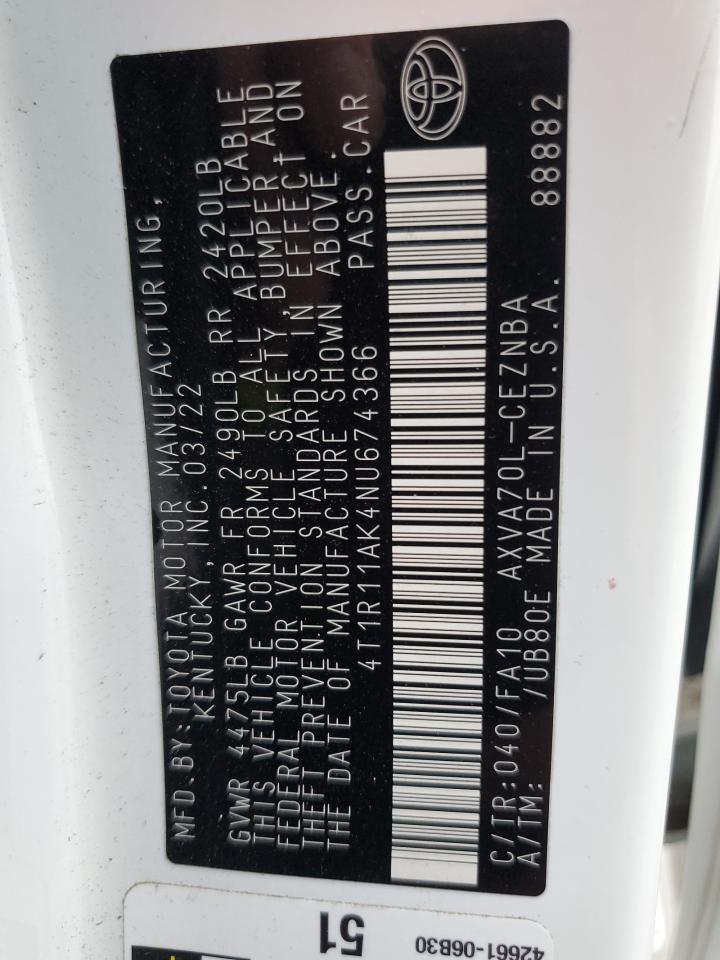 MFD.BY:TOYOTA MOTOR MANUFACTURING,
KENTUCKY,INC.03/22
GVWR 4475LB GAWR FR 2490LB RR 2420LB
THIS VEHICLE CONFORMS TO ALL APPLICABLE
FEDERAL MOTOR VEHICLE SAFETY,BUMPER AND
THEFT PREVENTION STANDARDS IN EFFECT ON
THE DATE OF MANUFACTURE SHOWN ABOVE.
4T1R11AK4NU674366 PASS.CAR
C/TR:040/FA10 AXVA70L-CEZNBA
A/TM: /UB80E MADE IN U.S.A. 88882
51
42661-06B30